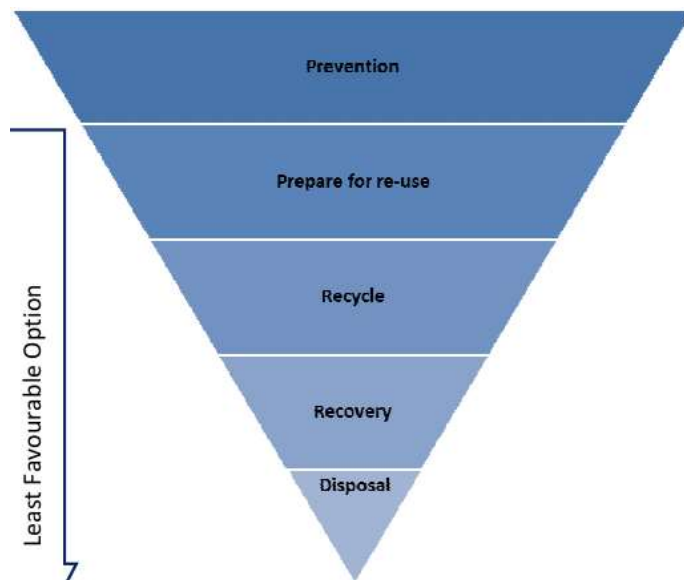 Prevention
Prepare for re-use
Recycle
Recovery
Disposal
Least Favourable Option